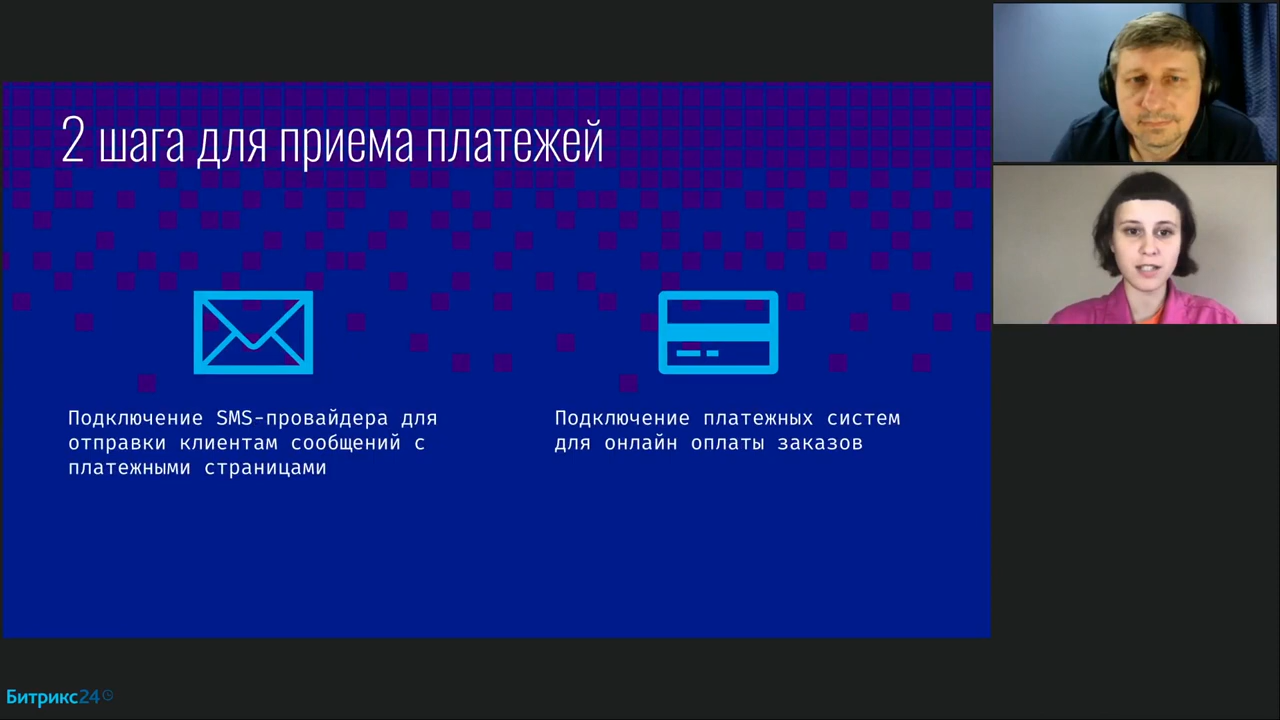 2 шага для приема платежей
Подключение SMS-провайдера для
отправки клиентам сообщений с
платежными страницами
Подключение платежных систем
для онлайн оплаты заказов
Битрикс24